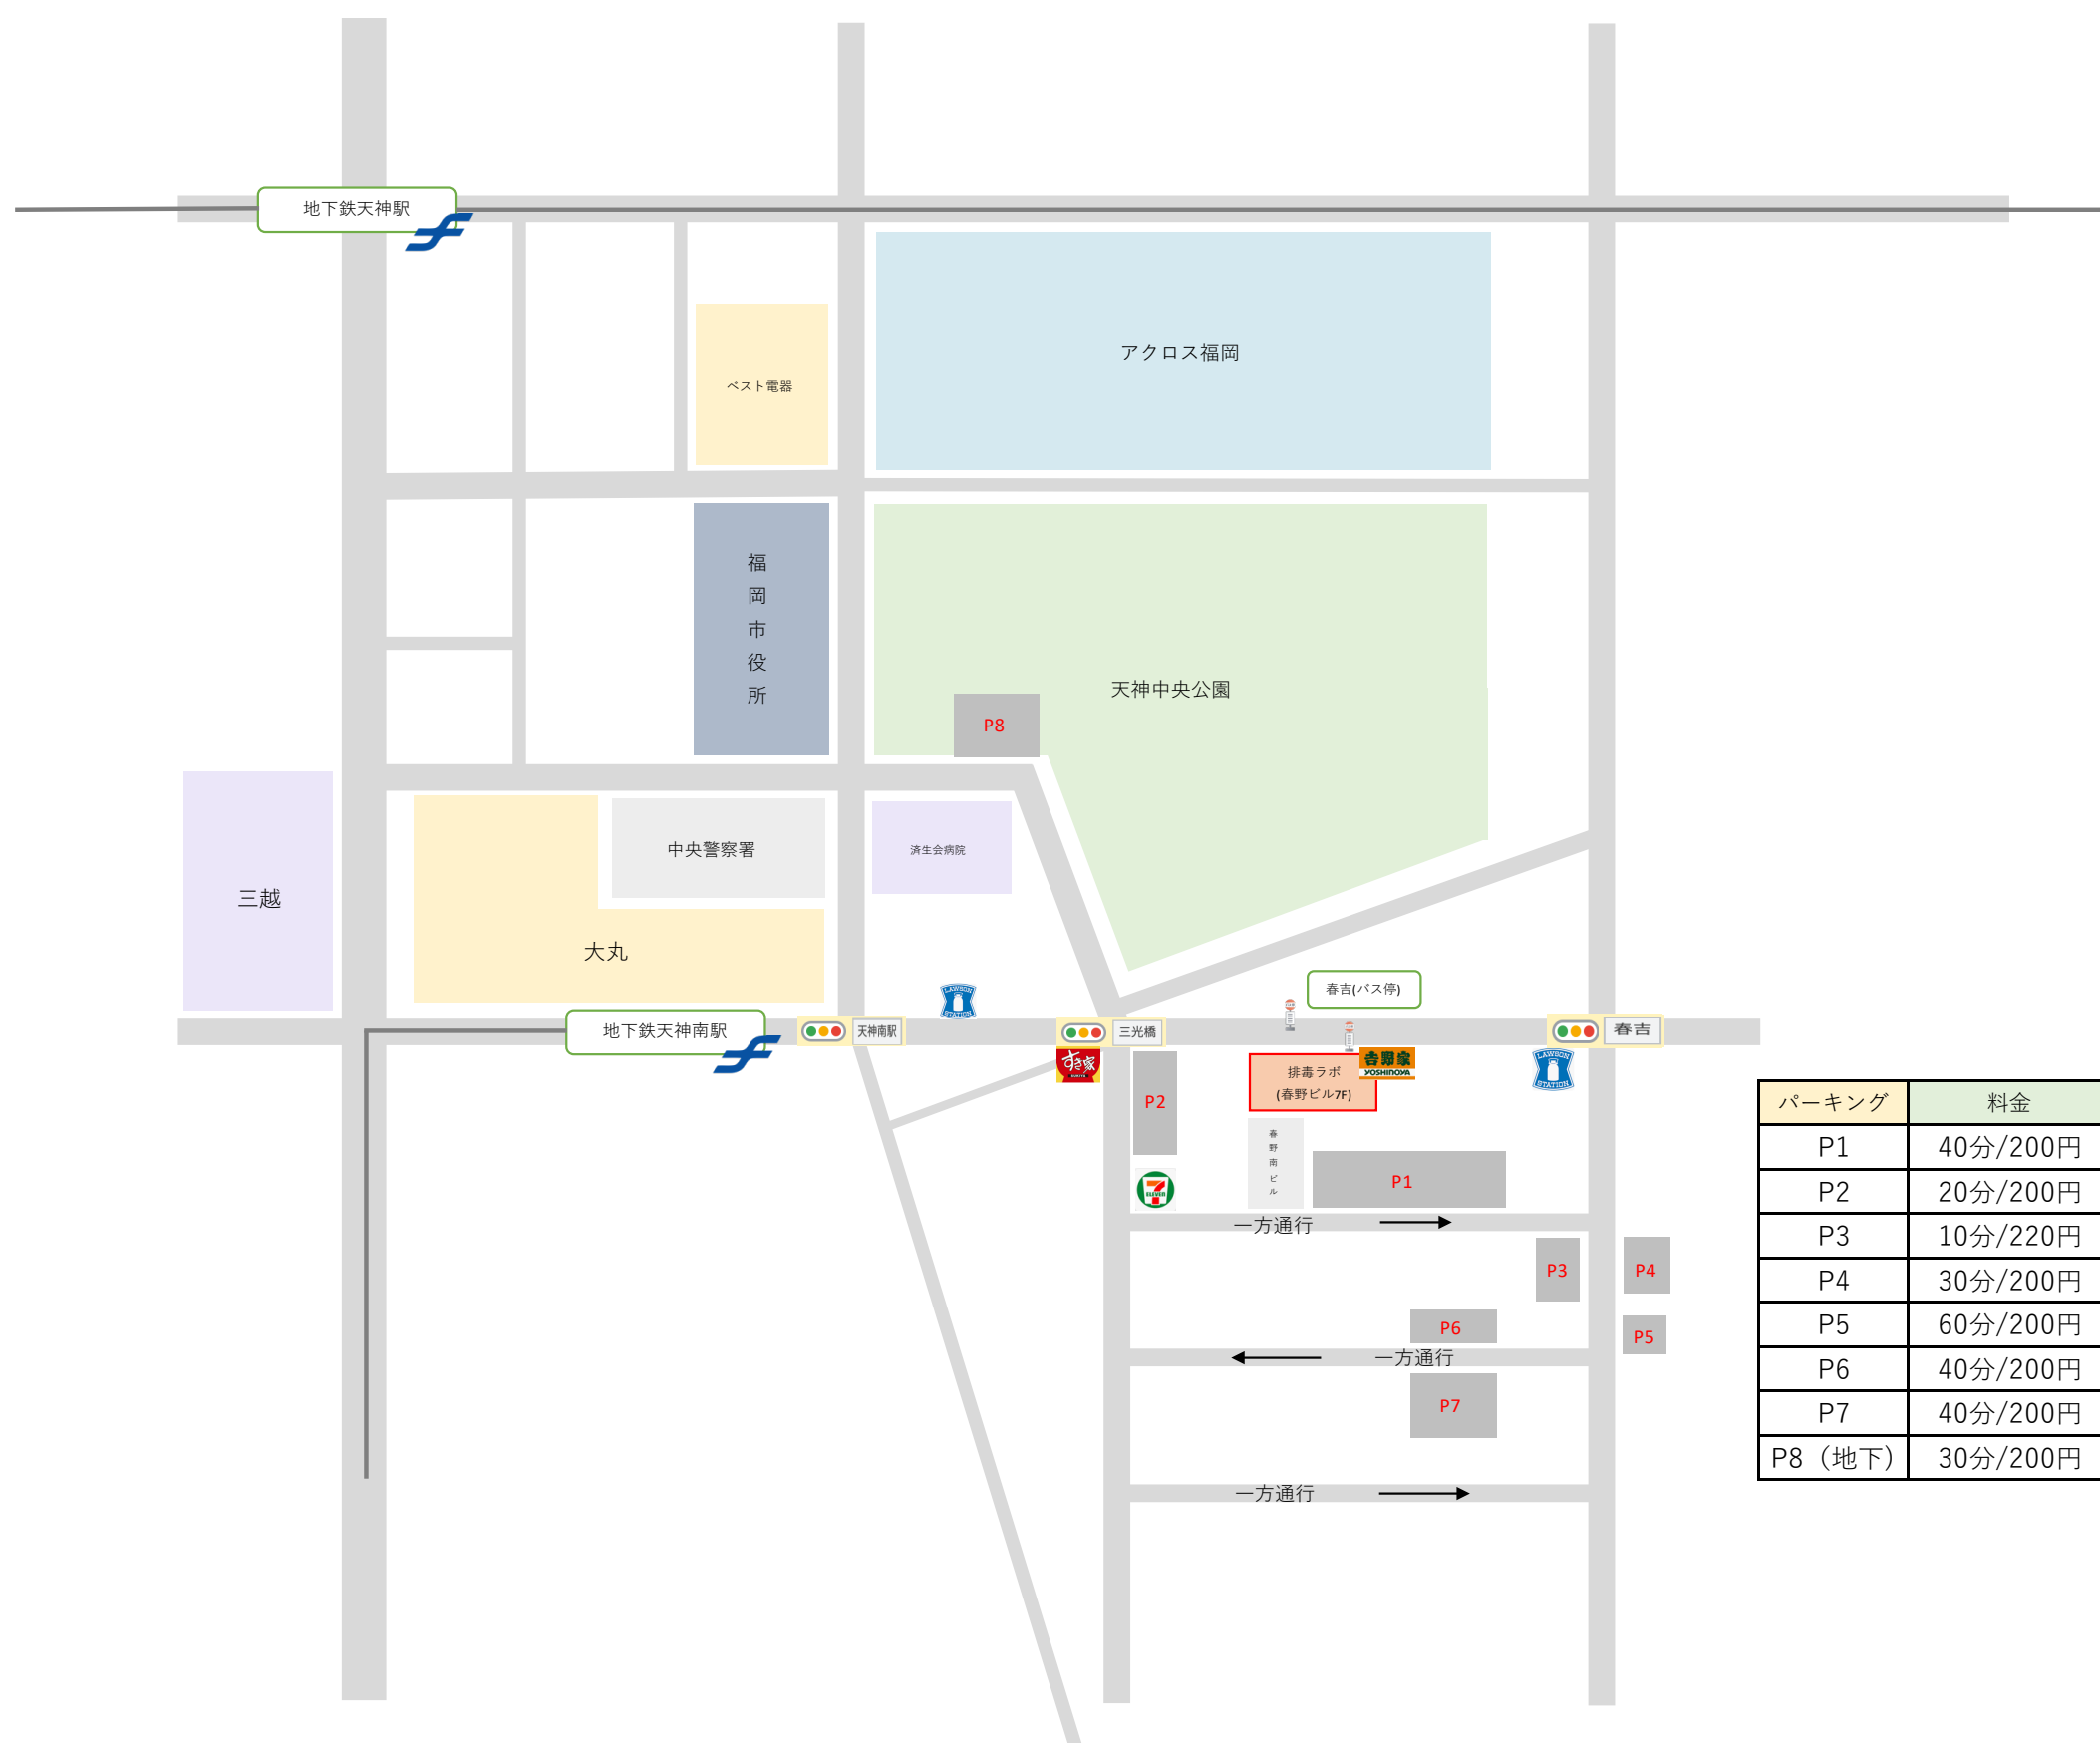 地下鉄天神駅
アクロス福岡
ベスト電器
福岡市役所
天神中央公園
P8
中央警察署
済生会病院
三越
大丸
春吉(バス停)
LAWSON
STATION
地下鉄天神南駅
天神南駅
三光橋
春吉
すき家
吉野家
YOSHINOYA
LAWSON
STATION
排毒ラボ
(春野ビル7F)
P2
春野南ビル
P1
7
ELEVEN
一方通行
P3
P4
P6
P5
一方通行
P7
一方通行
パーキング 料金
P1 40分/200円
P2 20分/200円
P3 10分/220円
P4 30分/200円
P5 60分/200円
P6 40分/200円
P7 40分/200円
P8（地下） 30分/200円